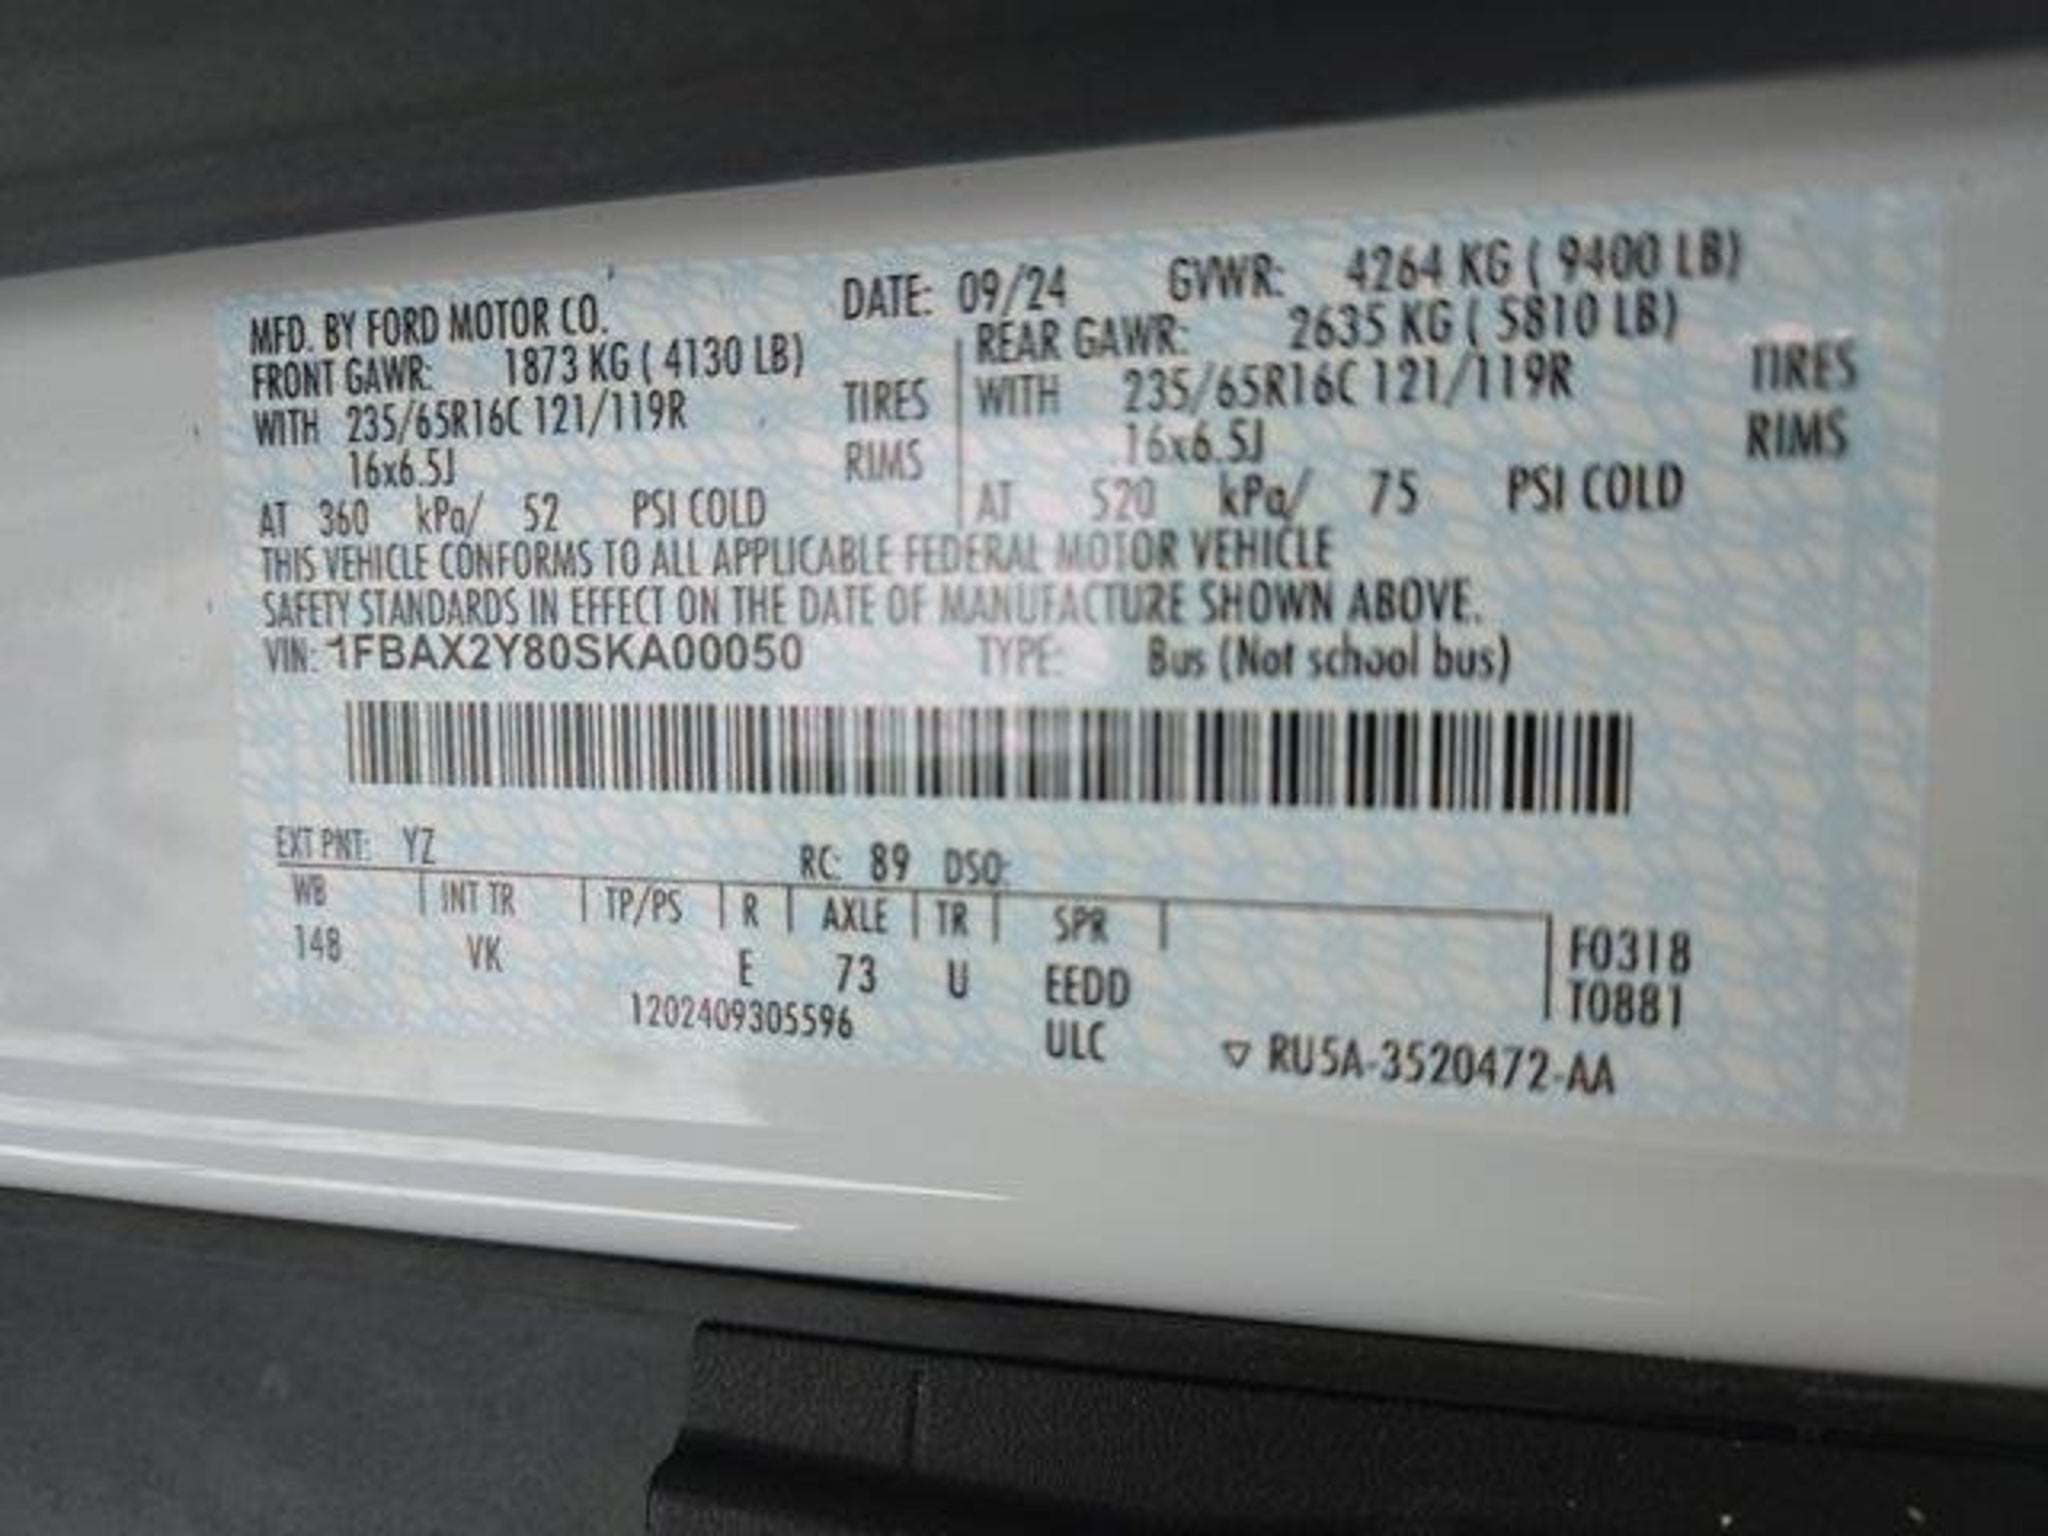 MFD. BY FORD MOTOR CO. DATE: 09/24 GVWR: 4264 KG ( 9400 LB)
FRONT GAWR: 1873 KG ( 4130 LB) REAR GAWR: 2635 KG ( 5810 LB)
WITH 235/65R16C 121/119R TIRES WITH 235/65R16C 121/119R TIRES
16x6.5J RIMS 16x6.5J RIMS
AT 360 kPa/ 52 PSI COLD AT 520 kPa/ 75 PSI COLD
THIS VEHICLE CONFORMS TO ALL APPLICABLE FEDERAL MOTOR VEHICLE
SAFETY STANDARDS IN EFFECT ON THE DATE OF MANUFACTURE SHOWN ABOVE.
VIN: 1FBAX2Y80SKA00050 TYPE: Bus (Not school bus)
EXT PNT: YZ RC: 89 DSO:
WB INT TR TP/PS R AXLE TR SPR F0318
148 VK E 73 U EEDD T0881
1202409305596 ULC ▽ RU5A-3520472-AA